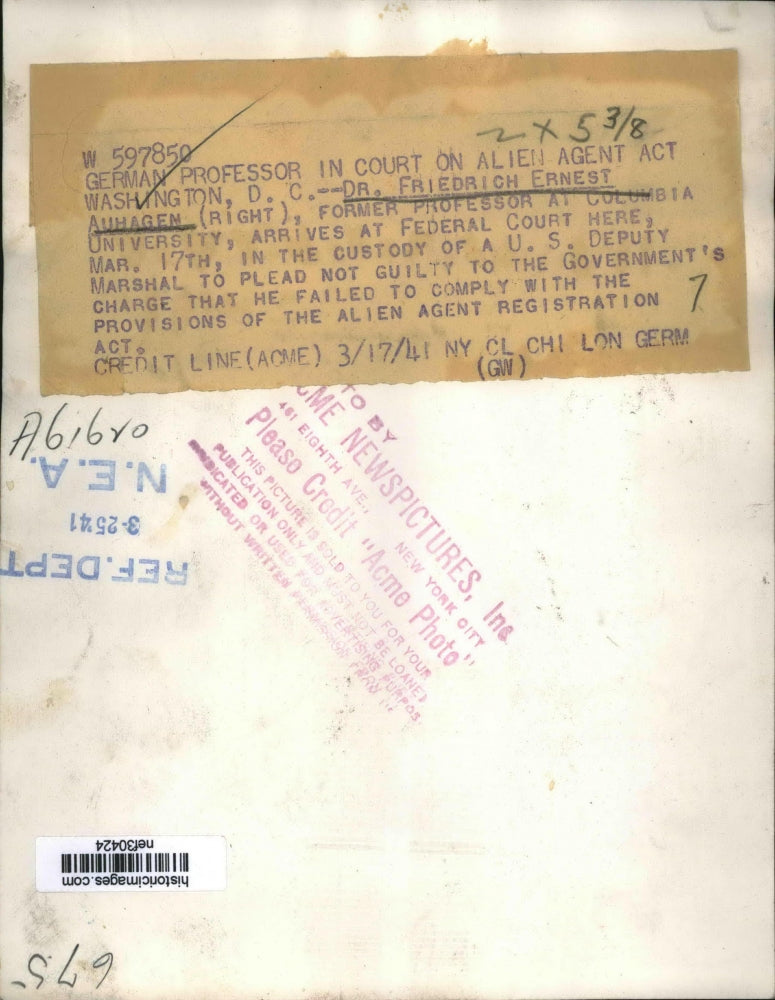 2 X 5 3/8
W 597850
GERMAN PROFESSOR IN COURT ON ALIEN AGENT ACT
WASHINGTON, D. C.--DR. FRIEDRICH ERNEST
AUHAGEN (RIGHT), FORMER PROFESSOR AT COLUMBIA
UNIVERSITY, ARRIVES AT FEDERAL COURT HERE,
MAR. 17TH, IN THE CUSTODY OF A U. S. DEPUTY
MARSHAL TO PLEAD NOT GUILTY TO THE GOVERNMENT'S
CHARGE THAT HE FAILED TO COMPLY WITH THE
PROVISIONS OF THE ALIEN AGENT REGISTRATION
ACT.
7
CREDIT LINE(ACME) 3/17/41 NY CL CHI LON GERM
(GW)
TO BY
ACME NEWSPICTURES, Inc
461 EIGHTH AVE., NEW YORK CITY
Please Credit "Acme Photo"
THIS PICTURE IS SOLD TO YOU FOR YOUR
PUBLICATION ONLY AND MUST NOT BE LOANED
SYNDICATED OR USED FOR ADVERTISING PURPOS
WITHOUT WRITTEN PERMISSION FROM
N.E.A.
3-25-41
REF. DEPT
historicimages.com
nef30424
675